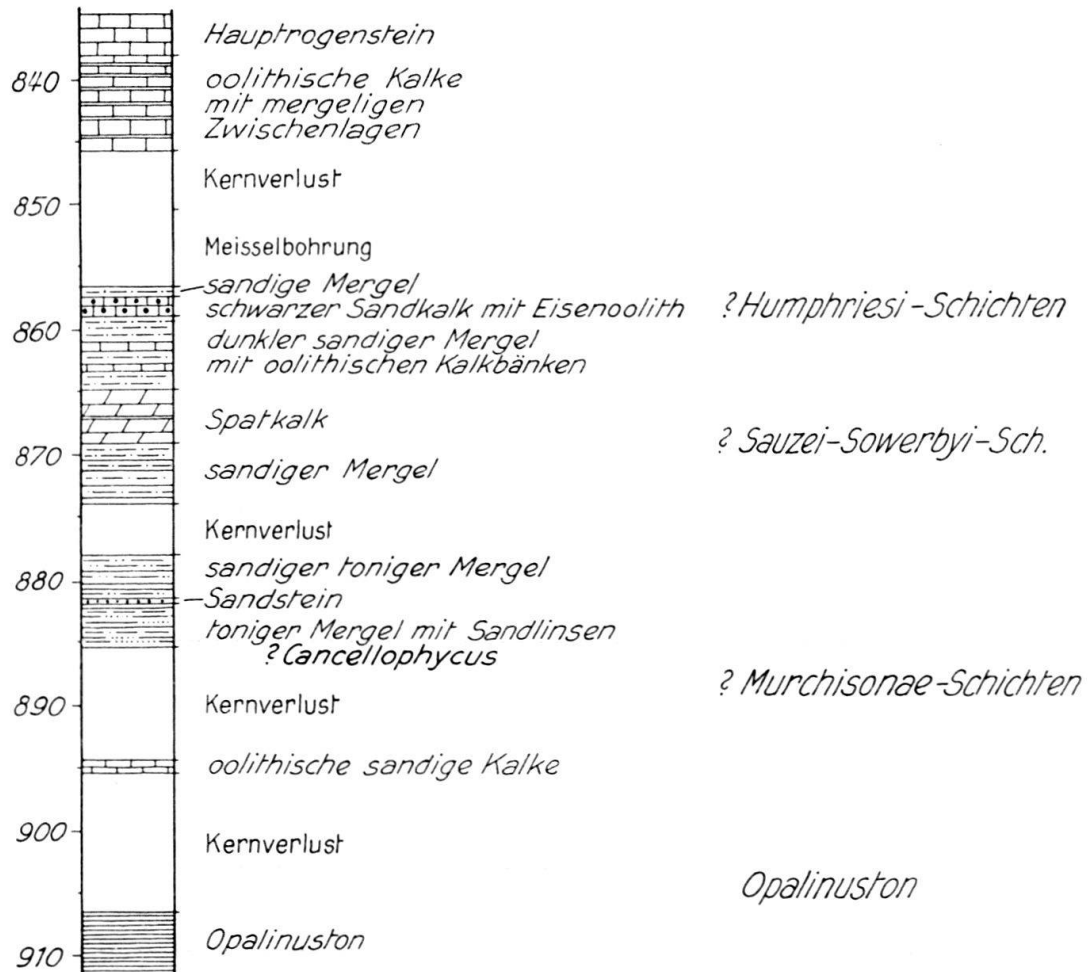 Hauptrogenstein
840
oolithische Kalke
mit mergeligen
Zwischenlagen
Kernverlust
850
Meisselbohrung
sandige Mergel
schwarzer Sandkalk mit Eisenoolith ? Humphriesi-Schichten
860
dunkler sandiger Mergel
mit oolithischen Kalkbänken
Spatkalk
? Sauzei-Sowerbyi-Sch.
870
sandiger Mergel
Kernverlust
sandiger toniger Mergel
880
Sandstein
toniger Mergel mit Sandlinsen
? Cancellophycus
? Murchisonae-Schichten
890
Kernverlust
oolithische sandige Kalke
900
Kernverlust
Opalinuston
Opalinuston
910